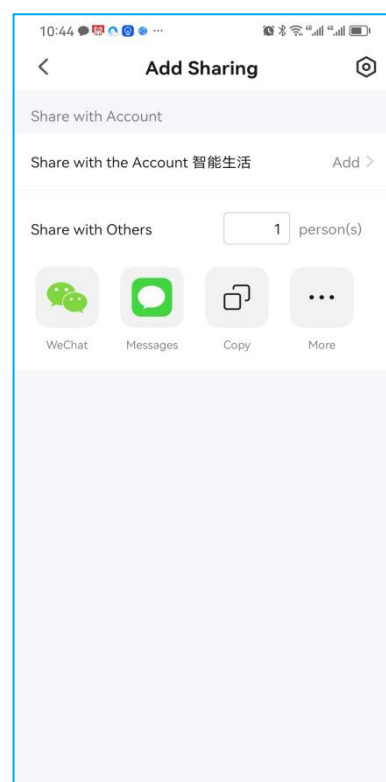 10:44
Add Sharing
Share with Account
Share with the Account 智能生活 Add >
Share with Others 1 person(s)
WeChat Messages Copy More